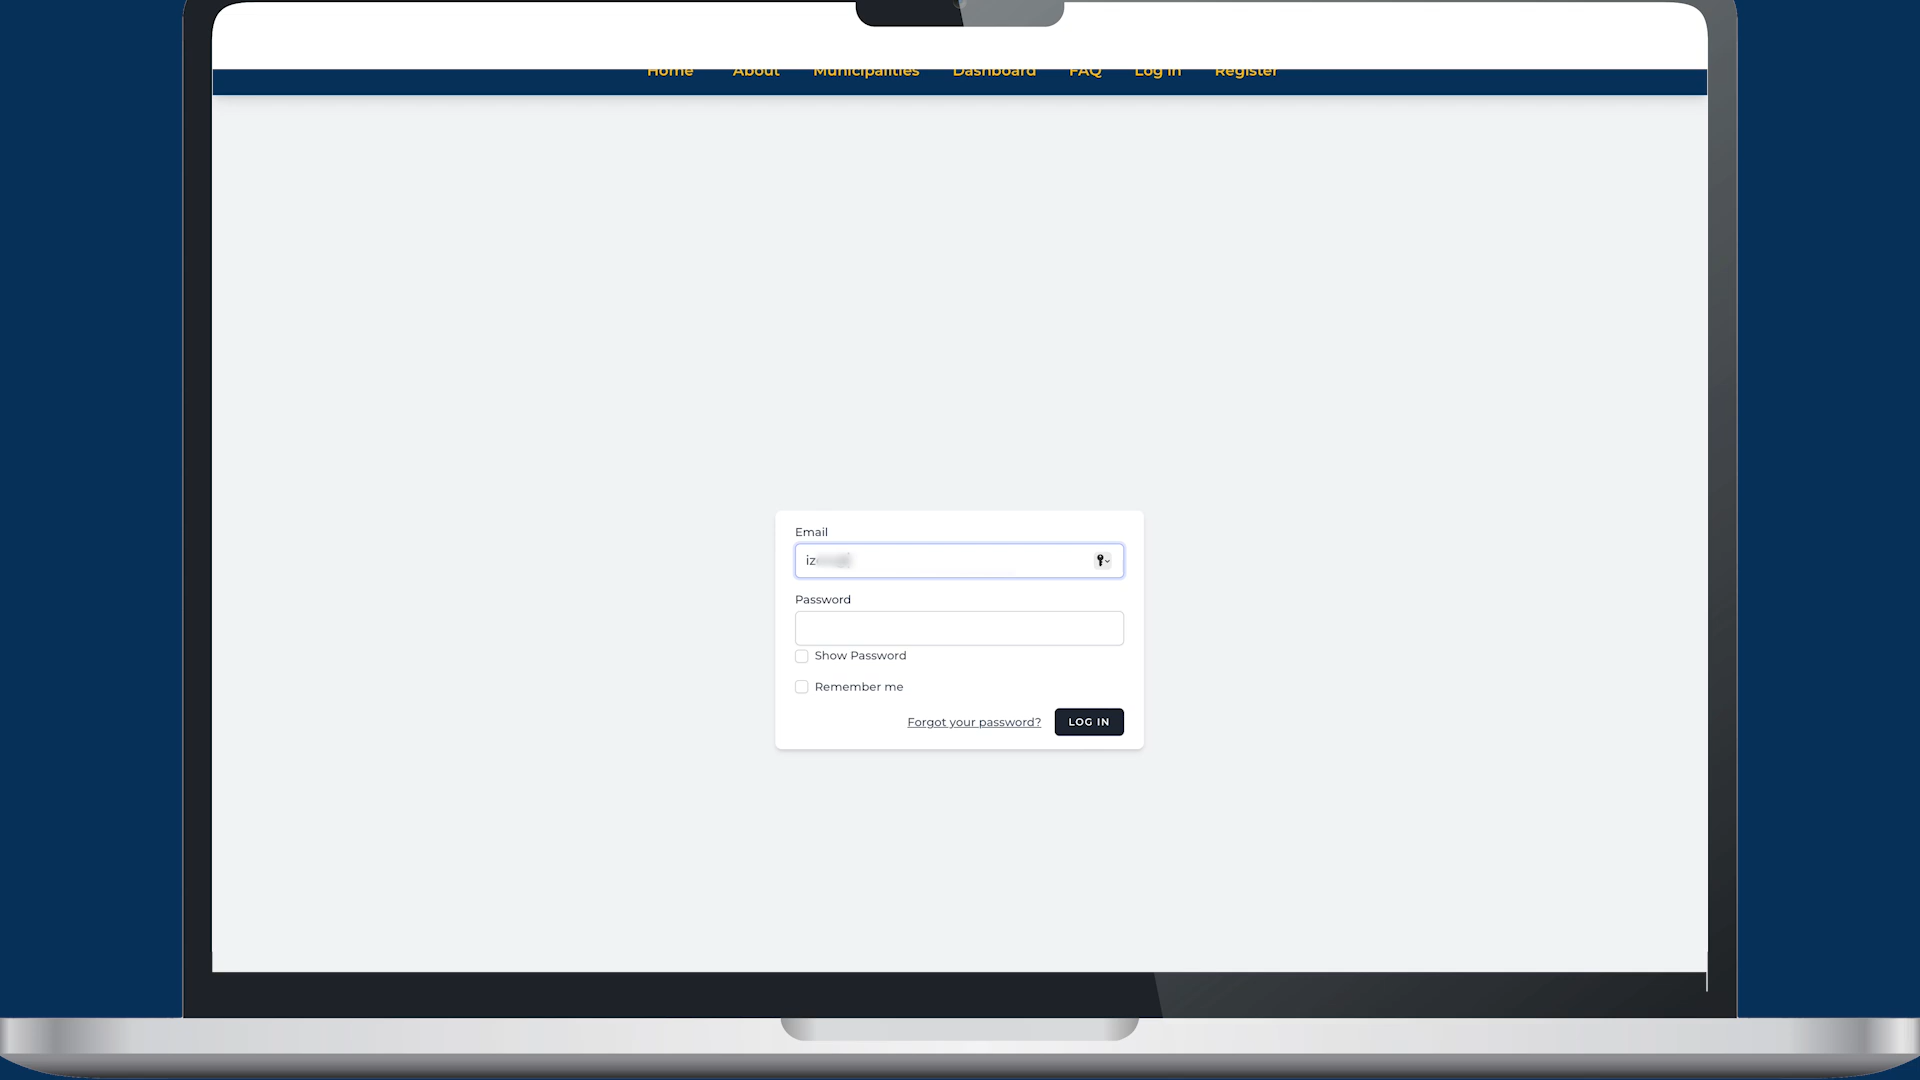 Home About Municipalities Dashboard FAQ Log in Register
Email
Password
Show Password
Remember me
Forgot your password? LOG IN